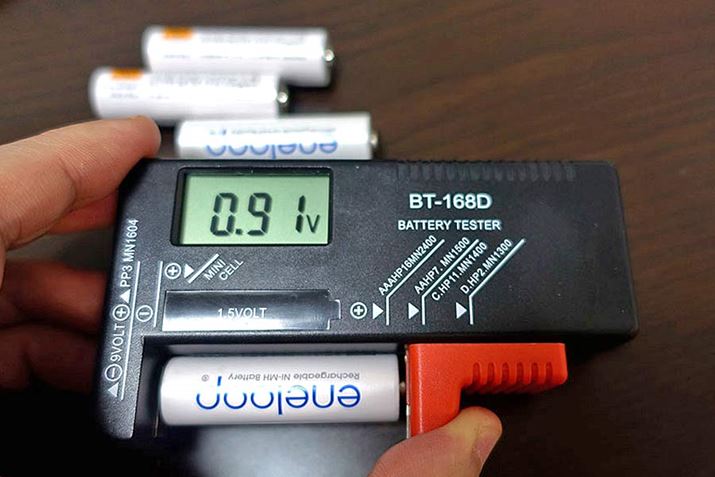 eneloop
0.91V
BT-168D
BATTERY TESTER
AAAHP16MN2400
AAHP7. MN1500
C.HP11.MN1400
D.HP2.MN1300
MINI
CELL
1.5VOLT
9VOLT
PP3 MN1604
eneloop
Rechargeable Ni-MH Battery